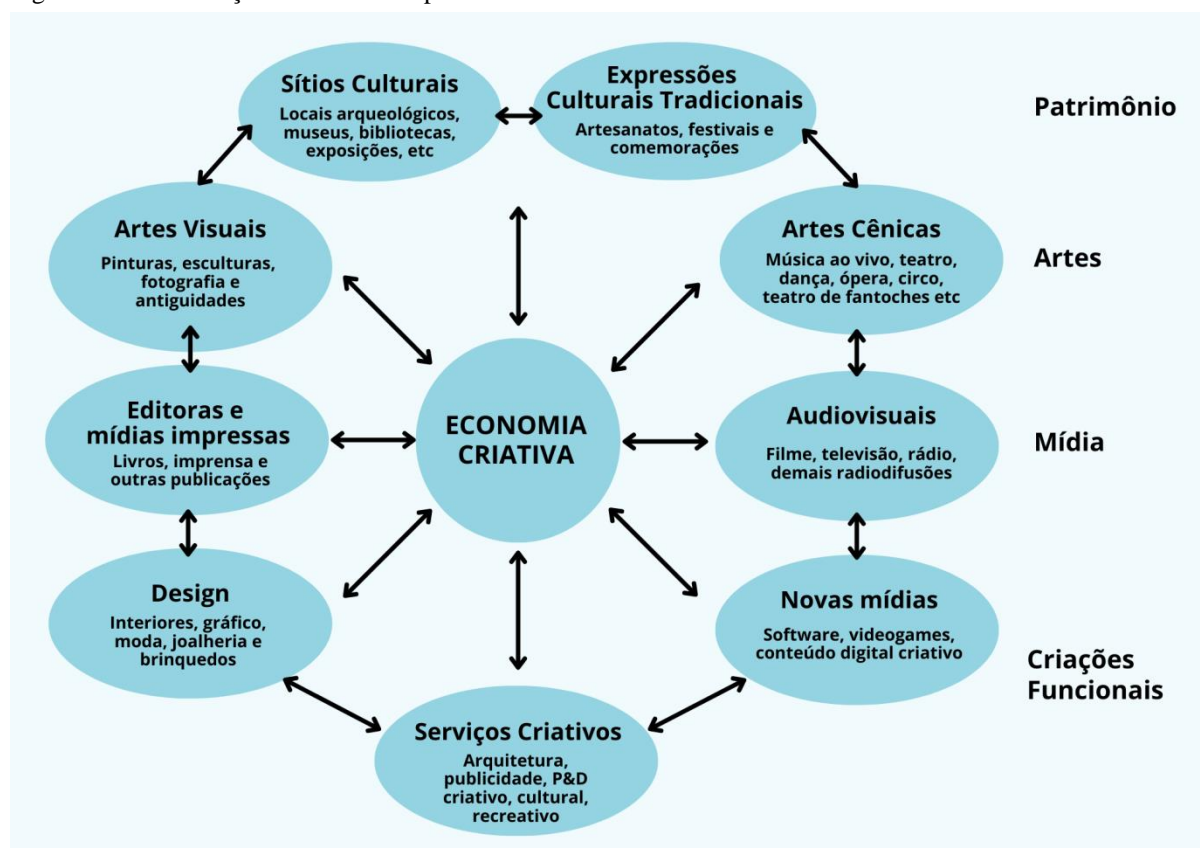 Sítios Culturais
Locais arqueológicos,
museus, bibliotecas,
exposições, etc
Expressões
Culturais Tradicionais
Artesanatos, festivais e
comemorações
Patrimônio
Artes Visuais
Pinturas, esculturas,
fotografia e
antiguidades
Artes Cênicas
Música ao vivo, teatro,
dança, ópera, circo,
teatro de fantoches etc
Artes
Editoras e
mídias impressas
Livros, imprensa e
outras publicações
ECONOMIA
CRIATIVA
Audiovisuais
Filme, televisão, rádio,
demais radiodifusões
Mídia
Design
Interiores, gráfico,
moda, joalheria e
brinquedos
Novas mídias
Software, videogames,
conteúdo digital criativo
Criações
Funcionais
Serviços Criativos
Arquitetura,
publicidade, P&D
criativo, cultural,
recreativo